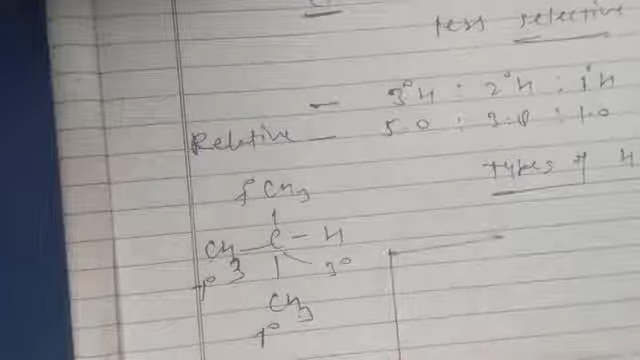 less selective
3°H : 2°H : 1°H
Relative — 5.0 : 3.8 : 1.0
types of H
1° CH3
CH3 - C - H
1° 3°
CH3
1°